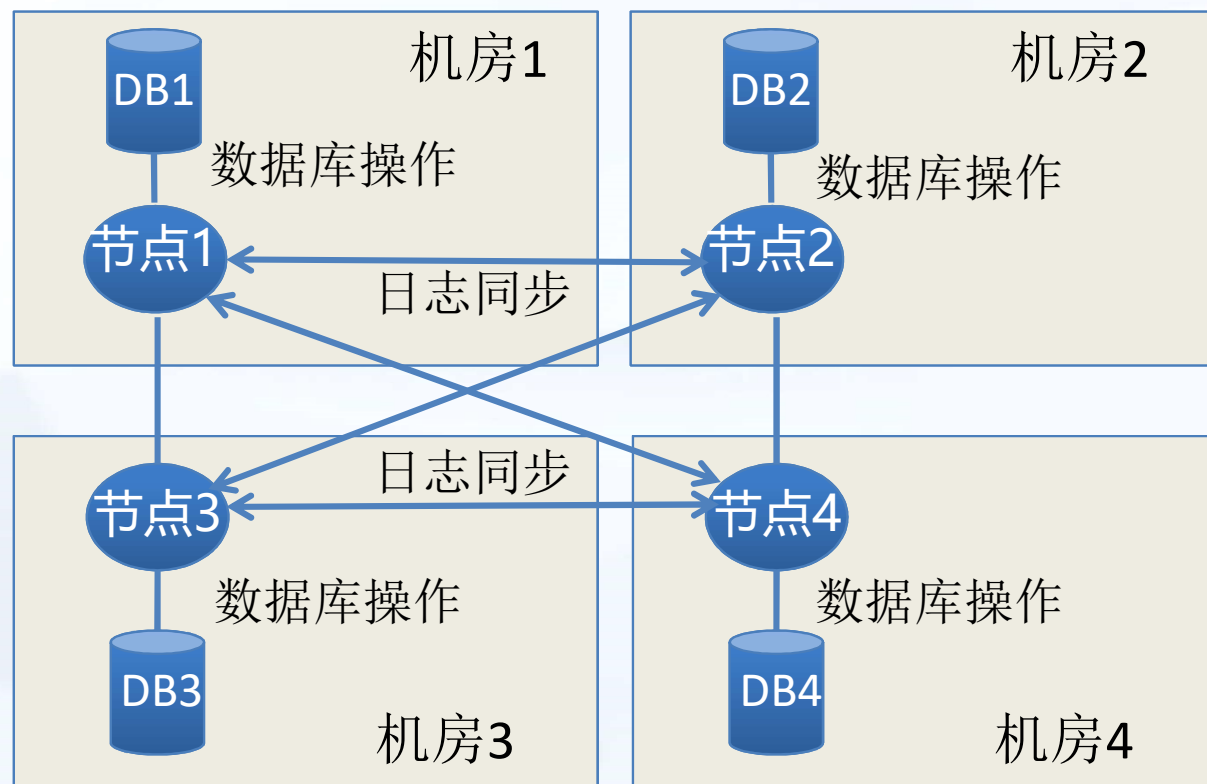 机房1
机房2
DB1
DB2
数据库操作
数据库操作
节点1
节点2
日志同步
日志同步
节点3
节点4
数据库操作
数据库操作
DB3
DB4
机房3
机房4